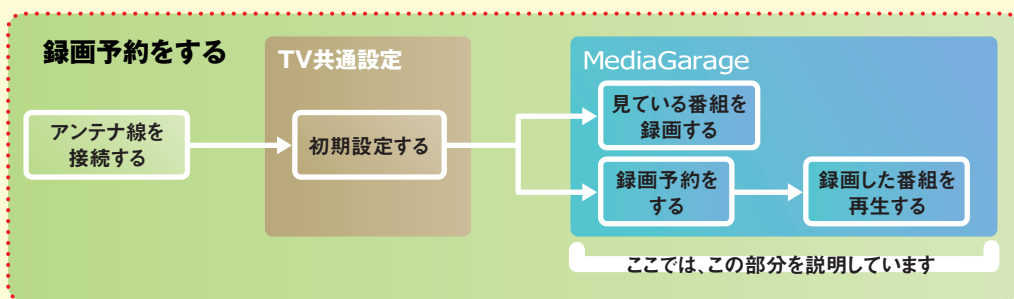 録画予約をする
TV共通設定
MediaGarage
アンテナ線を
接続する
初期設定する
見ている番組を
録画する
録画予約を
する
録画した番組を
再生する
ここでは、この部分を説明しています